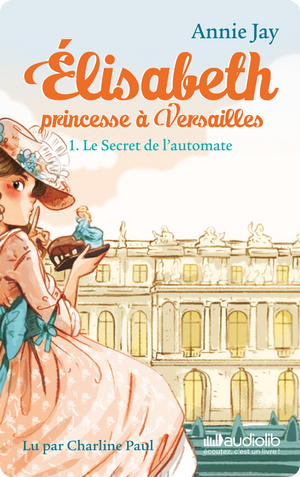 Annie Jay
Élisabeth
princesse à Versailles
1. Le Secret de l'automate
Lu par Charline Paul
audiolib
écoutez, c'est un livre !